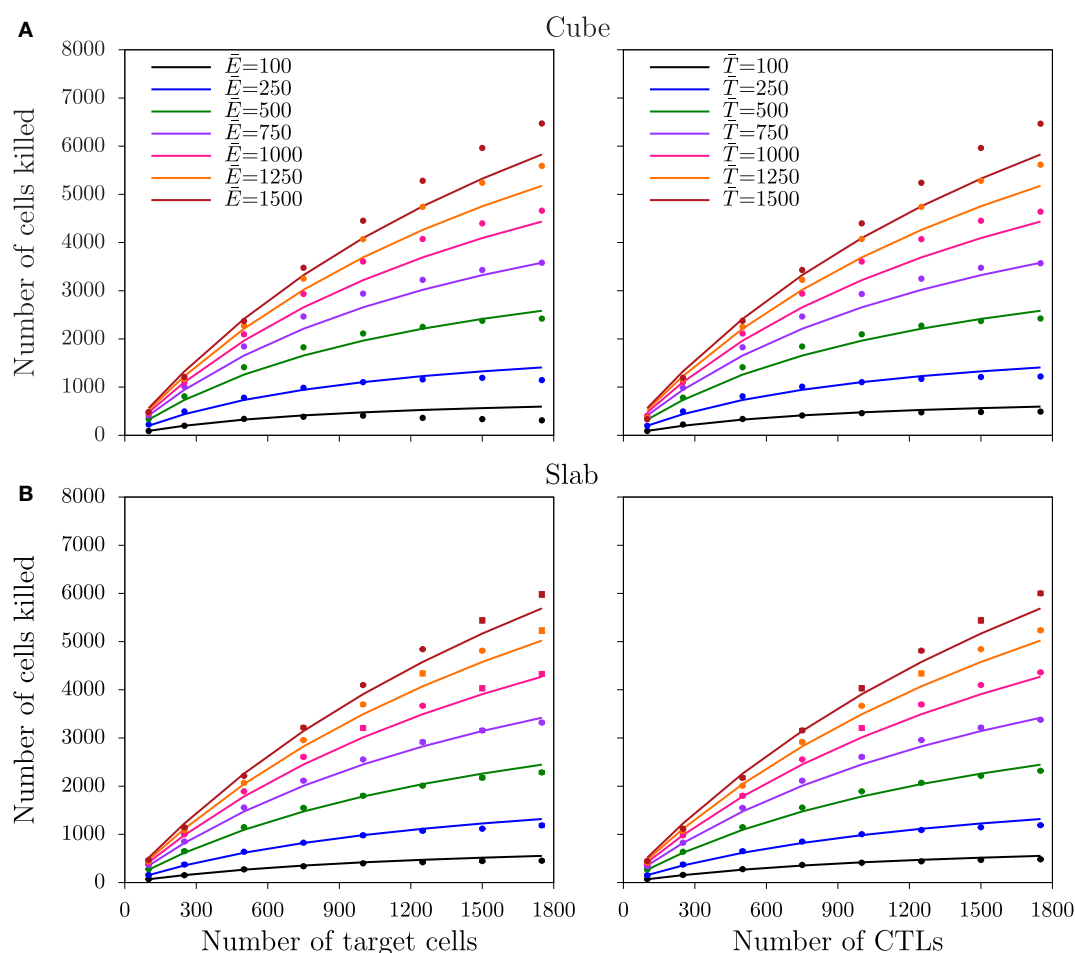 A
Cube
Number of cells killed
8000
7000
6000
5000
4000
3000
2000
1000
0
Ē=100
Ē=250
Ē=500
Ē=750
Ē=1000
Ē=1250
Ē=1500
T̄=100
T̄=250
T̄=500
T̄=750
T̄=1000
T̄=1250
T̄=1500
B
Slab
Number of cells killed
8000
7000
6000
5000
4000
3000
2000
1000
0
0 300 600 900 1200 1500 1800
0 300 600 900 1200 1500 1800
Number of target cells
Number of CTLs